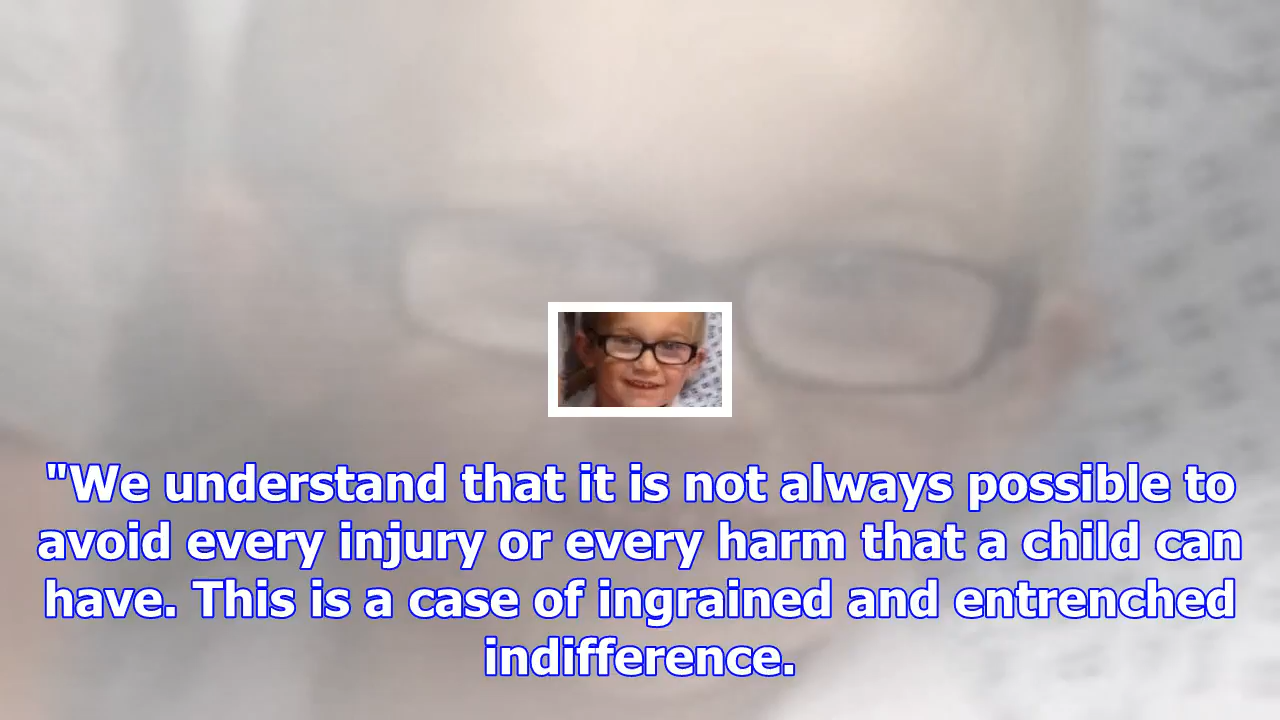 "We understand that it is not always possible to
avoid every injury or every harm that a child can
have. This is a case of ingrained and entrenched
indifference.